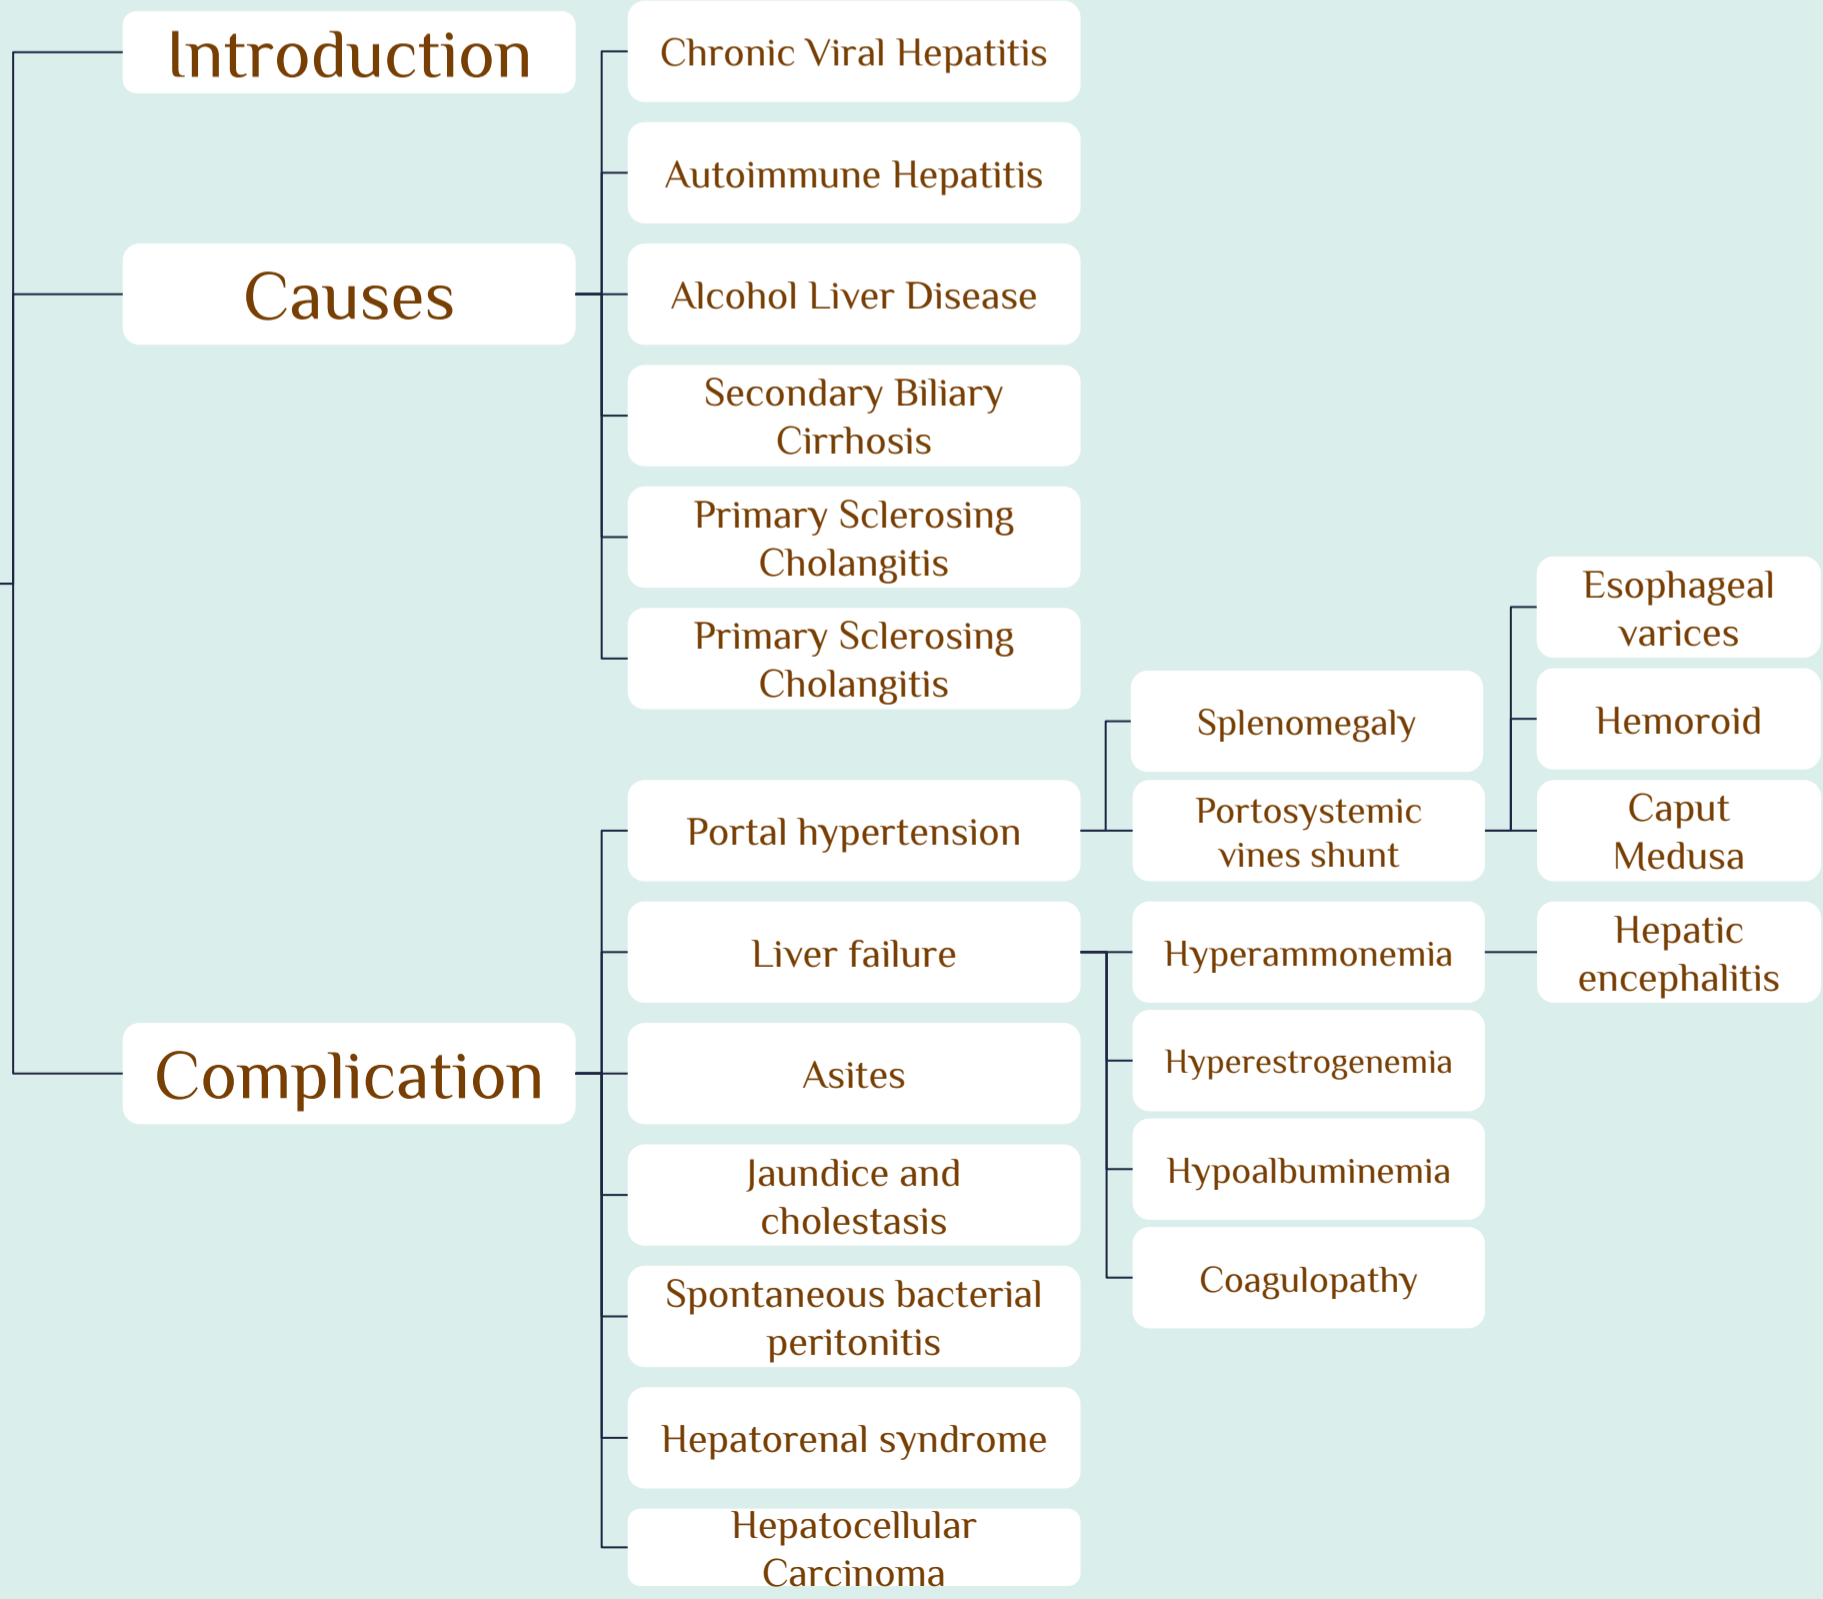 Introduction
Causes
Chronic Viral Hepatitis
Autoimmune Hepatitis
Alcohol Liver Disease
Secondary Biliary
Cirrhosis
Primary Sclerosing
Cholangitis
Primary Sclerosing
Cholangitis
Complication
Portal hypertension
Splenomegaly
Portosystemic
vines shunt
Esophageal
varices
Hemoroid
Caput
Medusa
Liver failure
Hyperammonemia
Hepatic
encephalitis
Hyperestrogenemia
Hypoalbuminemia
Coagulopathy
Asites
Jaundice and
cholestasis
Spontaneous bacterial
peritonitis
Hepatorenal syndrome
Hepatocellular
Carcinoma